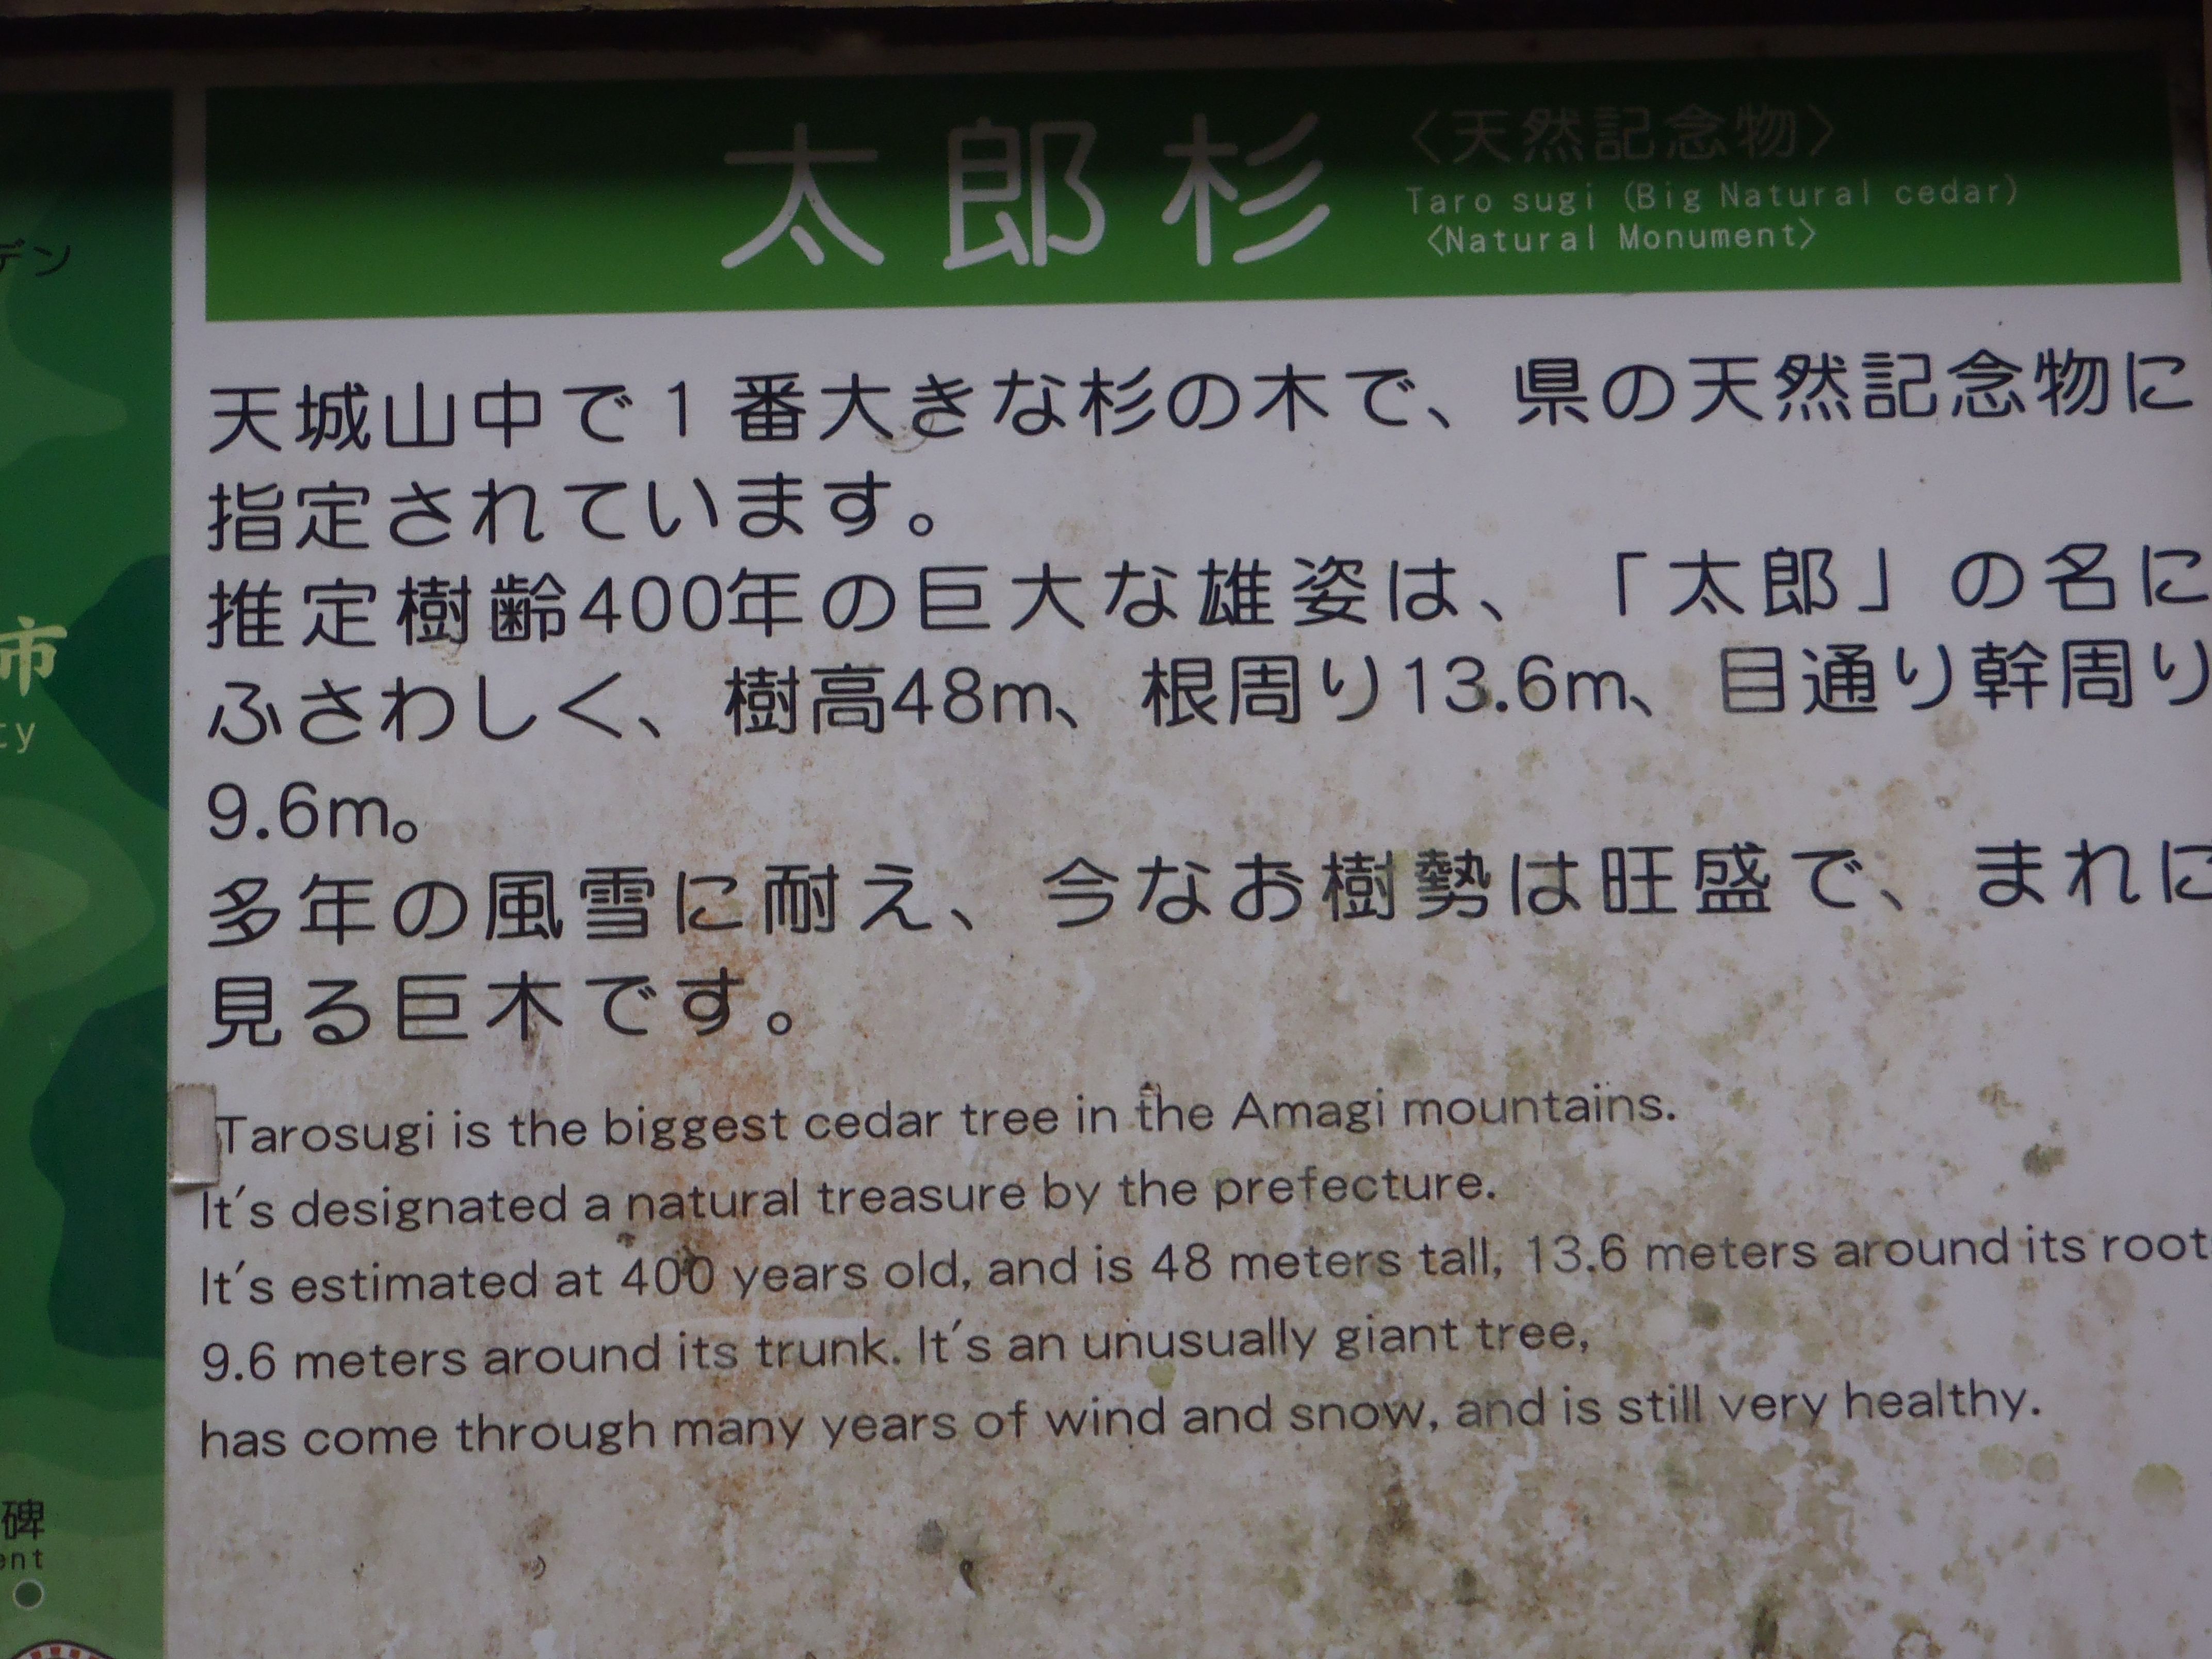 デン
市
ty
碑
ent
太郎杉
〈天然記念物〉
Taro sugi (Big Natural cedar)
〈Natural Monument〉
天城山中で1番大きな杉の木で、県の天然記念物に
指定されています。
推定樹齢400年の巨大な雄姿は、「太郎」の名に
ふさわしく、樹高48m、根周り13.6m、目通り幹周り
9.6m。
多年の風雪に耐え、今なお樹勢は旺盛で、まれに
見る巨木です。
Tarosugi is the biggest cedar tree in the Amagi mountains.
It's designated a natural treasure by the prefecture.
It's estimated at 400 years old, and is 48 meters tall, 13.6 meters around its root
9.6 meters around its trunk. It's an unusually giant tree,
has come through many years of wind and snow, and is still very healthy.